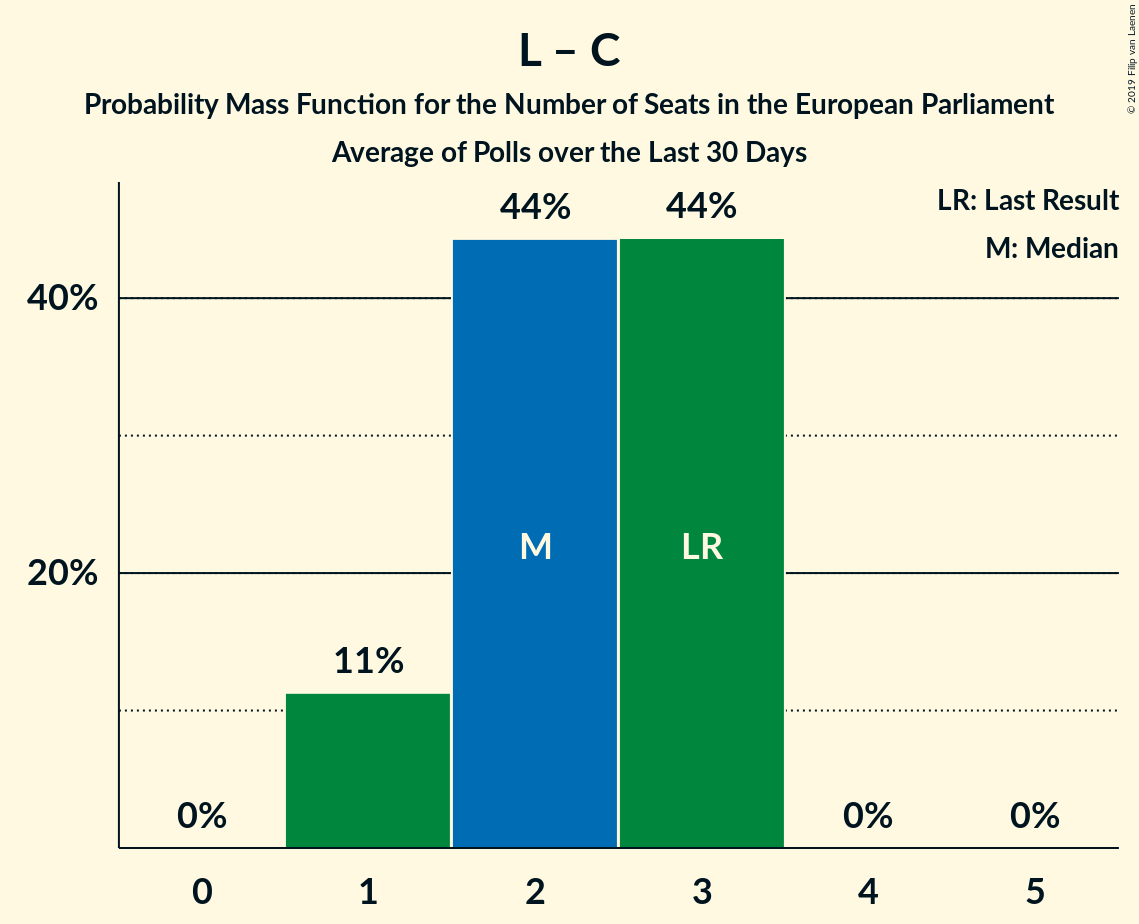 L – C
Probability Mass Function for the Number of Seats in the European Parliament
Average of Polls over the Last 30 Days
© 2019 Filip van Laenen
LR: Last Result
M: Median
44%
44%
40%
M
LR
20%
11%
0%
0%
0%
0
1
2
3
4
5